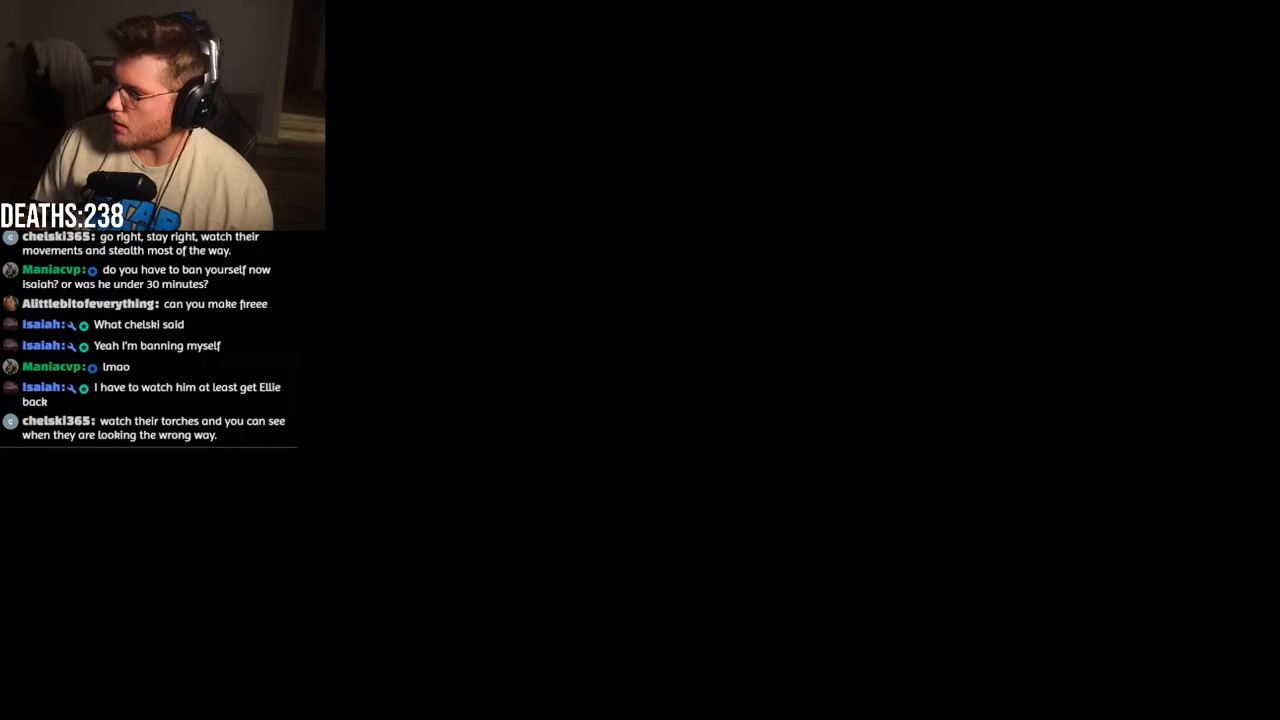 DEATHS:238
chelski365: go right, stay right, watch their
movements and stealth most of the way.
Maniacvp: do you have to ban yourself now
isaiah? or was he under 30 minutes?
Alittlebitofeverything: can you make fireee
Isaiah: What chelski said
Isaiah: Yeah I'm banning myself
Maniacvp: lmao
Isaiah: I have to watch him at least get Ellie
back
chelski365: watch their torches and you can see
when they are looking the wrong way.